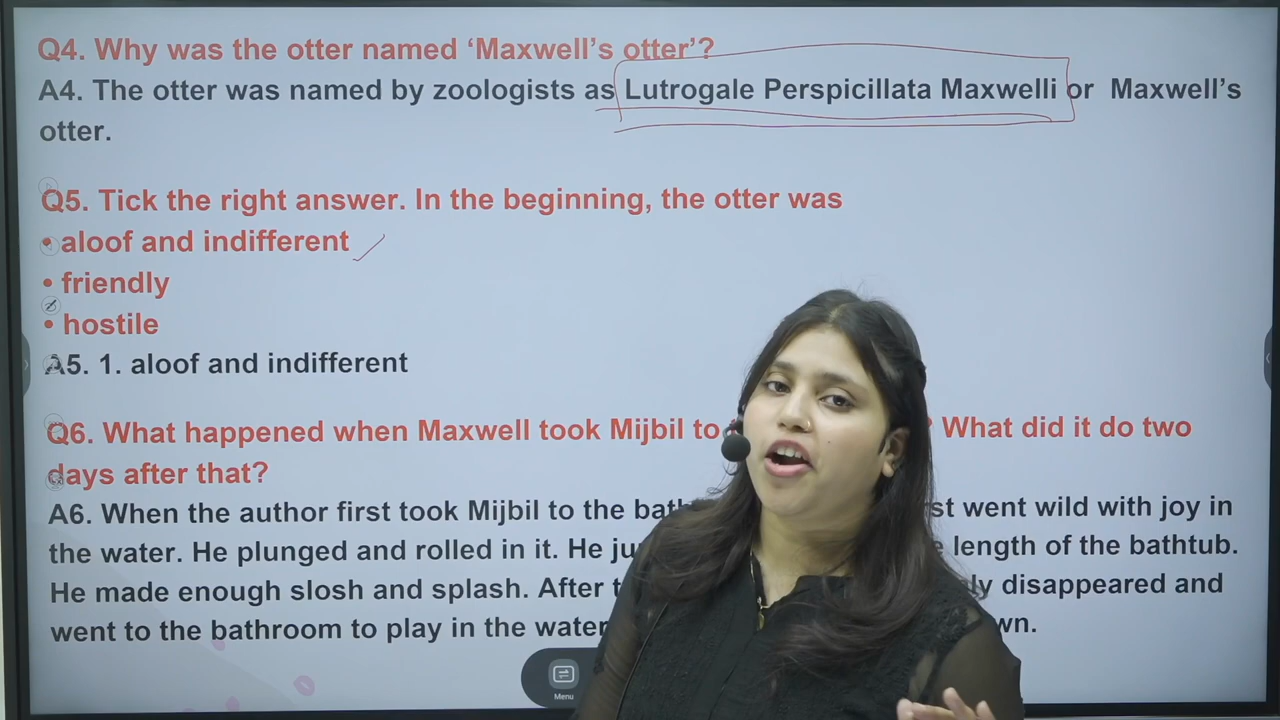 Q4. Why was the otter named ‘Maxwell’s otter’?
A4. The otter was named by zoologists as Lutrogale Perspicillata Maxwelli or Maxwell’s
otter.
Q5. Tick the right answer. In the beginning, the otter was
• aloof and indifferent
• friendly
• hostile
A5. 1. aloof and indifferent
Q6. What happened when Maxwell took Mijbil to ? What did it do two
days after that?
A6. When the author first took Mijbil to the went wild with joy in
the water. He plunged and rolled in it. He length of the bathtub.
He made enough slosh and splash. After disappeared and
went to the bathroom to play in the water
Menu